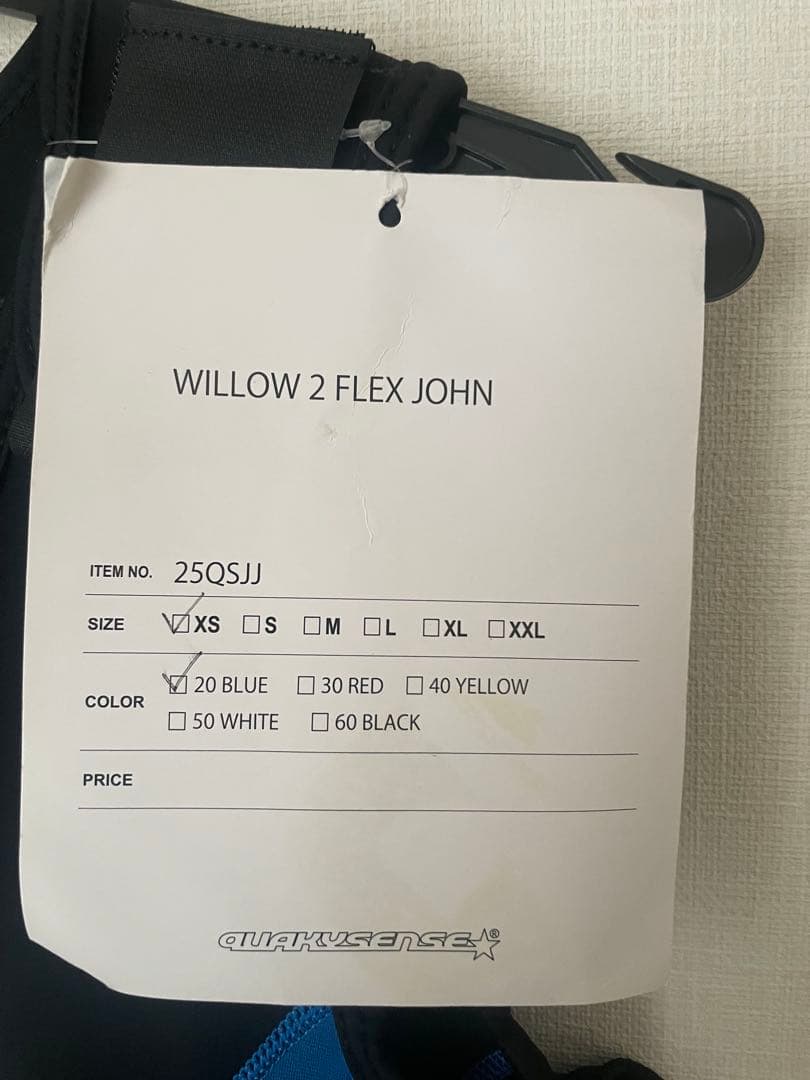 WILLOW 2 FLEX JOHN
ITEM NO. 25QSJJ
SIZE ☑XS ☐S ☐M ☐L ☐XL ☐XXL
COLOR ☑20 BLUE ☐30 RED ☐40 YELLOW
☐50 WHITE ☐60 BLACK
PRICE
QUAKYSENSE®